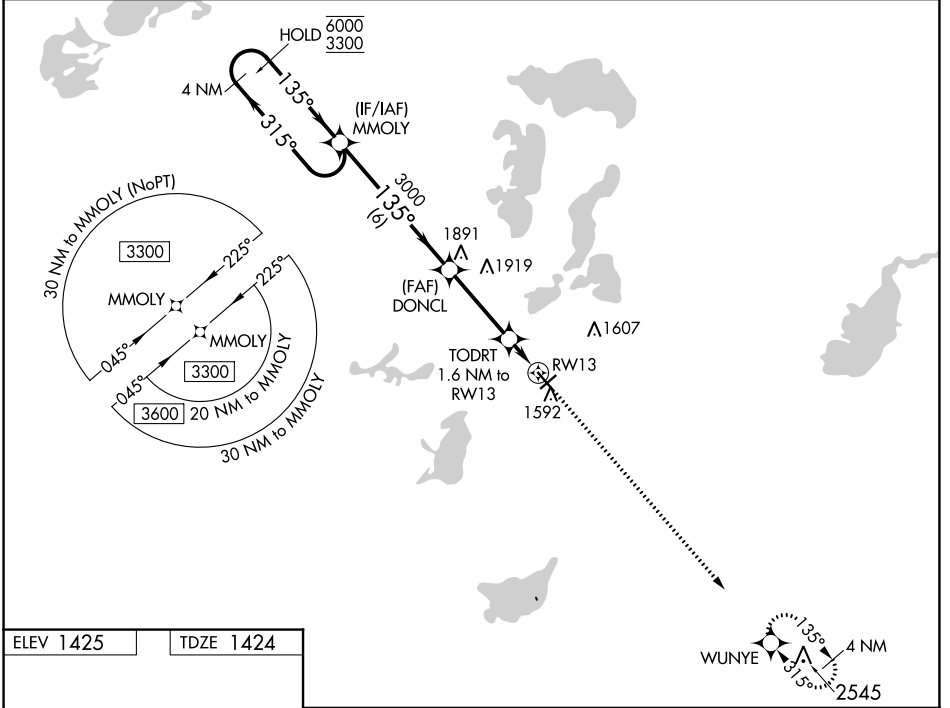 HOLD 6000
3300
4 NM
135°
315°
(IF/IAF)
MMOLY
3000
135°
(6)
30 NM to MMOLY (NoPT)
3300
225°
225°
MMOLY
MMOLY
045°
045°
3300
3600 20 NM to MMOLY
30 NM to MMOLY
1891
1919
(FAF)
DONCL
1607
TODRT
1.6 NM to
RW13
RW13
1592
135°
4 NM
WUNYE
315°
2545
ELEV 1425
TDZE 1424